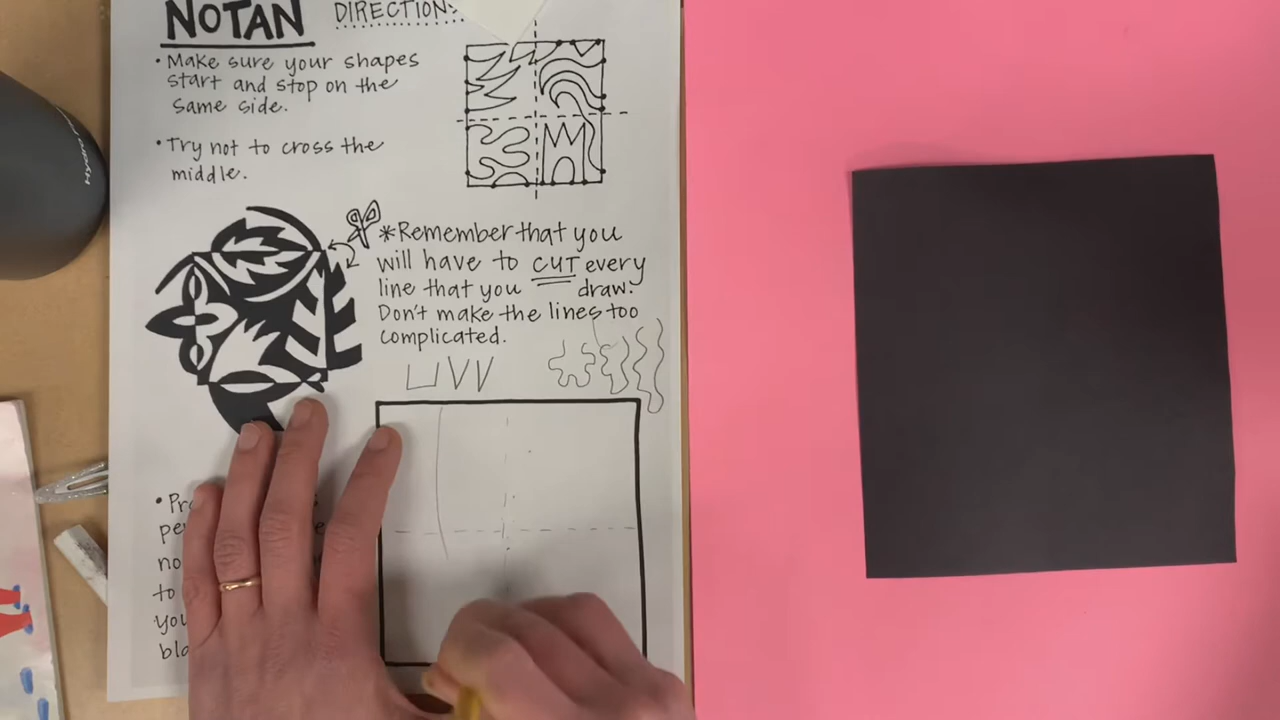 NOTAN
DIRECTIONS
• Make sure your shapes
start and stop on the
same side.
• Try not to cross the
middle.
*Remember that you
will have to CUT every
line that you draw.
Don't make the lines too
complicated.